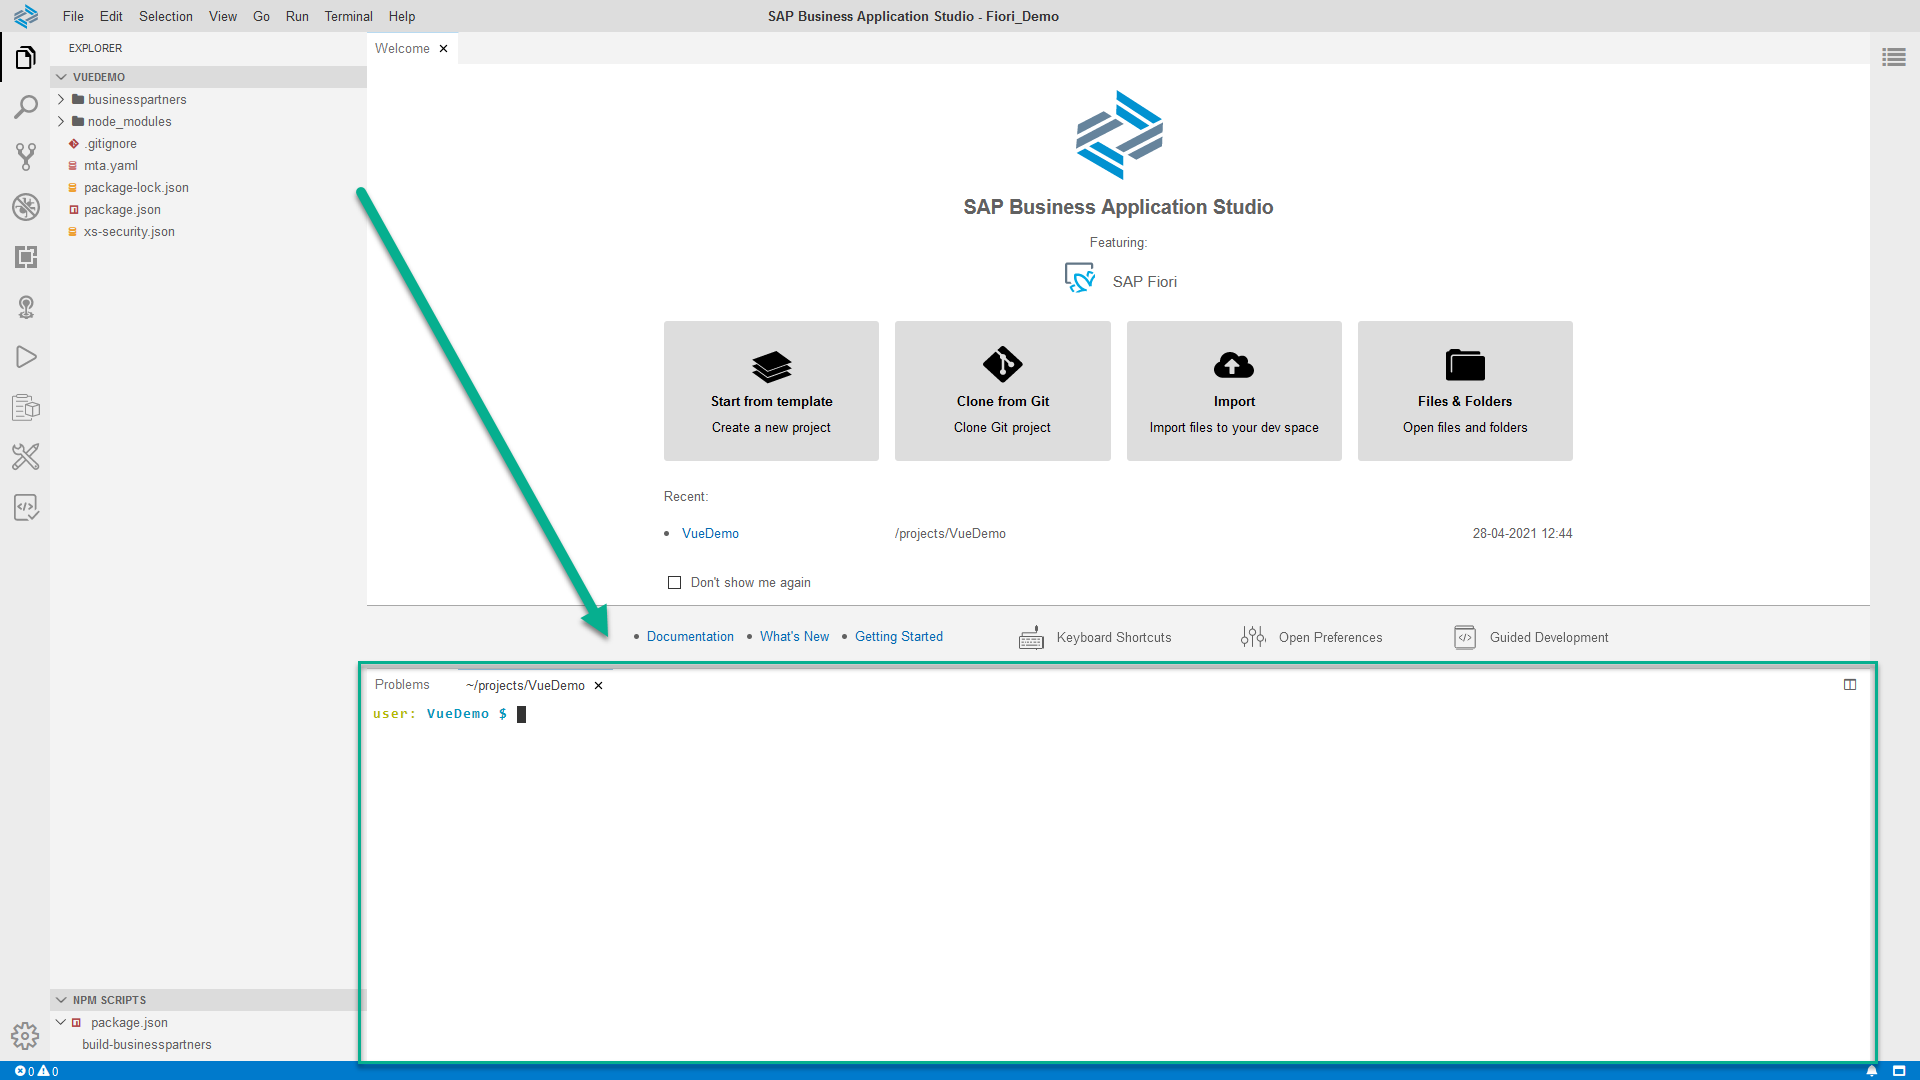 File Edit Selection View Go Run Terminal Help
SAP Business Application Studio - Fiori_Demo
EXPLORER
VUEDEMO
businesspartners
node_modules
.gitignore
mta.yaml
package-lock.json
package.json
xs-security.json
NPM SCRIPTS
package.json
build-businesspartners
Welcome
SAP Business Application Studio
Featuring:
SAP Fiori
Start from template
Create a new project
Clone from Git
Clone Git project
Import
Import files to your dev space
Files & Folders
Open files and folders
Recent:
• VueDemo /projects/VueDemo 28-04-2021 12:44
Don't show me again
• Documentation • What's New • Getting Started Keyboard Shortcuts Open Preferences Guided Development
Problems ~/projects/VueDemo
user: VueDemo $
0 0